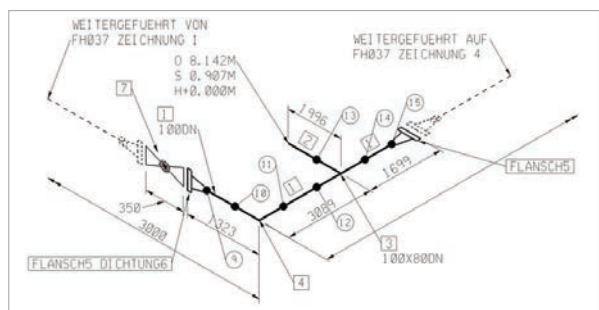 WEITERGEFUEHRT VON
FH037 ZEICHNUNG 1
WEITERGEFUEHRT AUF
FH037 ZEICHNUNG 4
O 8.142M
S 0.907M
H+0.000M
7
1
100DN
1996
2
13
14
15
1
FLANSCH5
11
1
10
12
1699
3089
350
3000
1323
9
4
3
100X80DN
FLANSCH5 DICHTUNG6